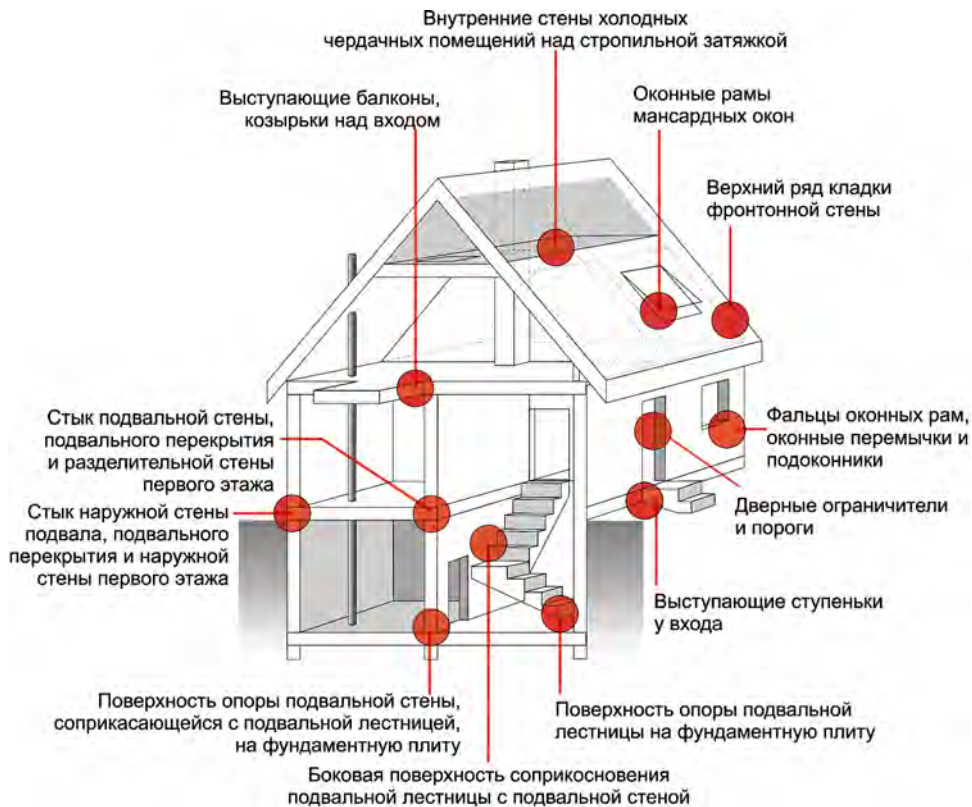 Внутренние стены холодных
чердачных помещений над стропильной затяжкой
Выступающие балконы,
козырьки над входом
Оконные рамы
мансардных окон
Верхний ряд кладки
фронтонной стены
Стык подвальной стены,
подвального перекрытия
и разделительной стены
первого этажа
Фальцы оконных рам,
оконные перемычки и
подоконники
Стык наружной стены
подвала, подвального
перекрытия и наружной
стены первого этажа
Дверные ограничители
и пороги
Выступающие ступеньки
у входа
Поверхность опоры подвальной стены,
соприкасающейся с подвальной лестницей,
на фундаментную плиту
Поверхность опоры подвальной
лестницы на фундаментную плиту
Боковая поверхность соприкосновения
подвальной лестницы с подвальной стеной